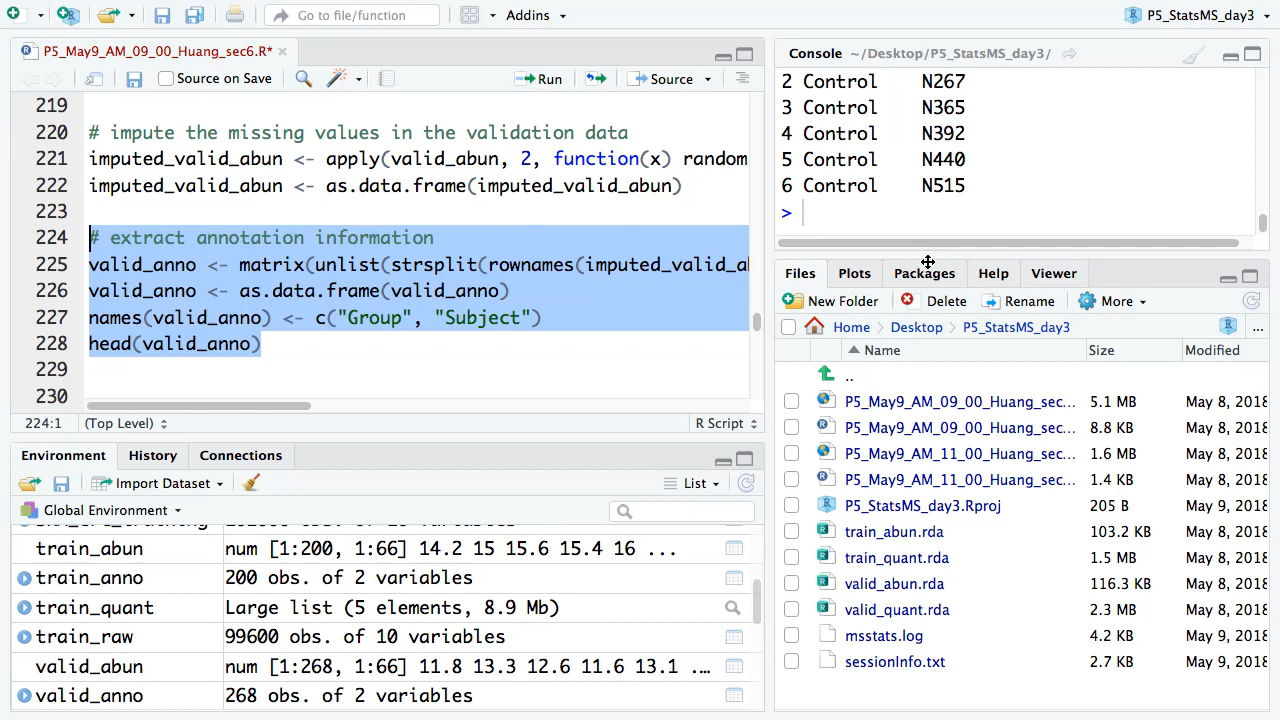 Go to file/function
Addins
P5_StatsMS_day3
P5_May9_AM_09_00_Huang_sec6.R*
Source on Save
Run
Source
219
220 # impute the missing values in the validation data
221 imputed_valid_abun <- apply(valid_abun, 2, function(x) random
222 imputed_valid_abun <- as.data.frame(imputed_valid_abun)
223
224 # extract annotation information
225 valid_anno <- matrix(unlist(strsplit(rownames(imputed_valid_a
226 valid_anno <- as.data.frame(valid_anno)
227 names(valid_anno) <- c("Group", "Subject")
228 head(valid_anno)
229
230
224:1 (Top Level) R Script
Environment History Connections
Import Dataset List
Global Environment
train_abun num [1:200, 1:66] 14.2 15 15.6 15.4 16 ...
train_anno 200 obs. of 2 variables
train_quant Large list (5 elements, 8.9 Mb)
train_raw 99600 obs. of 10 variables
valid_abun num [1:268, 1:66] 11.8 13.3 12.6 11.6 13.1 ...
valid_anno 268 obs. of 2 variables
Console ~/Desktop/P5_StatsMS_day3/
2 Control N267
3 Control N365
4 Control N392
5 Control N440
6 Control N515
>
Files Plots Packages Help Viewer
New Folder Delete Rename More
Home Desktop P5_StatsMS_day3 ...
Name Size Modified
..
P5_May9_AM_09_00_Huang_sec... 5.1 MB May 8, 2018
P5_May9_AM_09_00_Huang_sec... 8.8 KB May 8, 2018
P5_May9_AM_11_00_Huang_sec... 1.6 MB May 8, 2018
P5_May9_AM_11_00_Huang_sec... 1.4 KB May 8, 2018
P5_StatsMS_day3.Rproj 205 B May 9, 2018
train_abun.rda 103.2 KB May 8, 2018
train_quant.rda 1.5 MB May 8, 2018
valid_abun.rda 116.3 KB May 8, 2018
valid_quant.rda 2.3 MB May 8, 2018
msstats.log 4.2 KB May 9, 2018
sessionInfo.txt 2.7 KB May 9, 2018